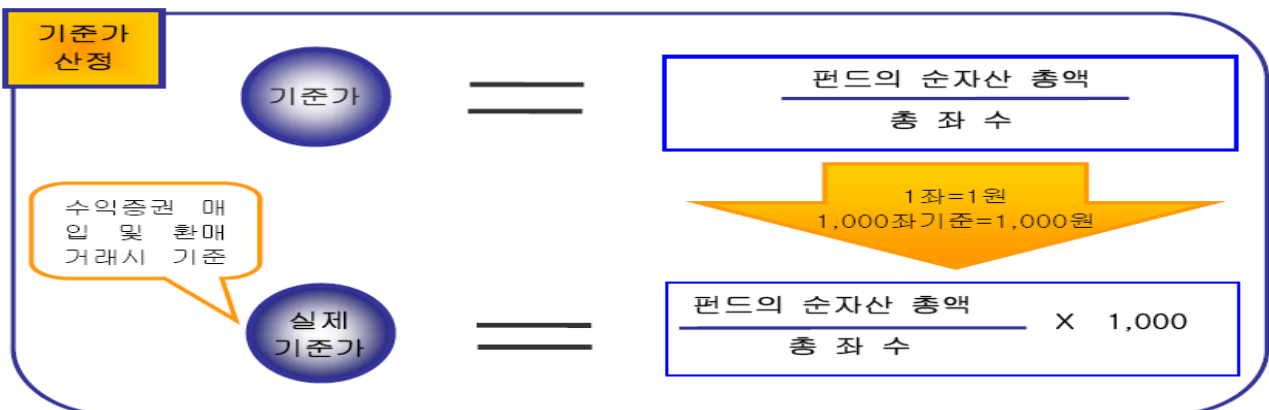 기준가
산정
기준가
펀드의 순자산 총액
총 좌 수
1좌=1원
1,000좌기준=1,000원
수익증권 매
입 및 환매
거래시 기준
실제
기준가
펀드의 순자산 총액
총 좌 수
X 1,000